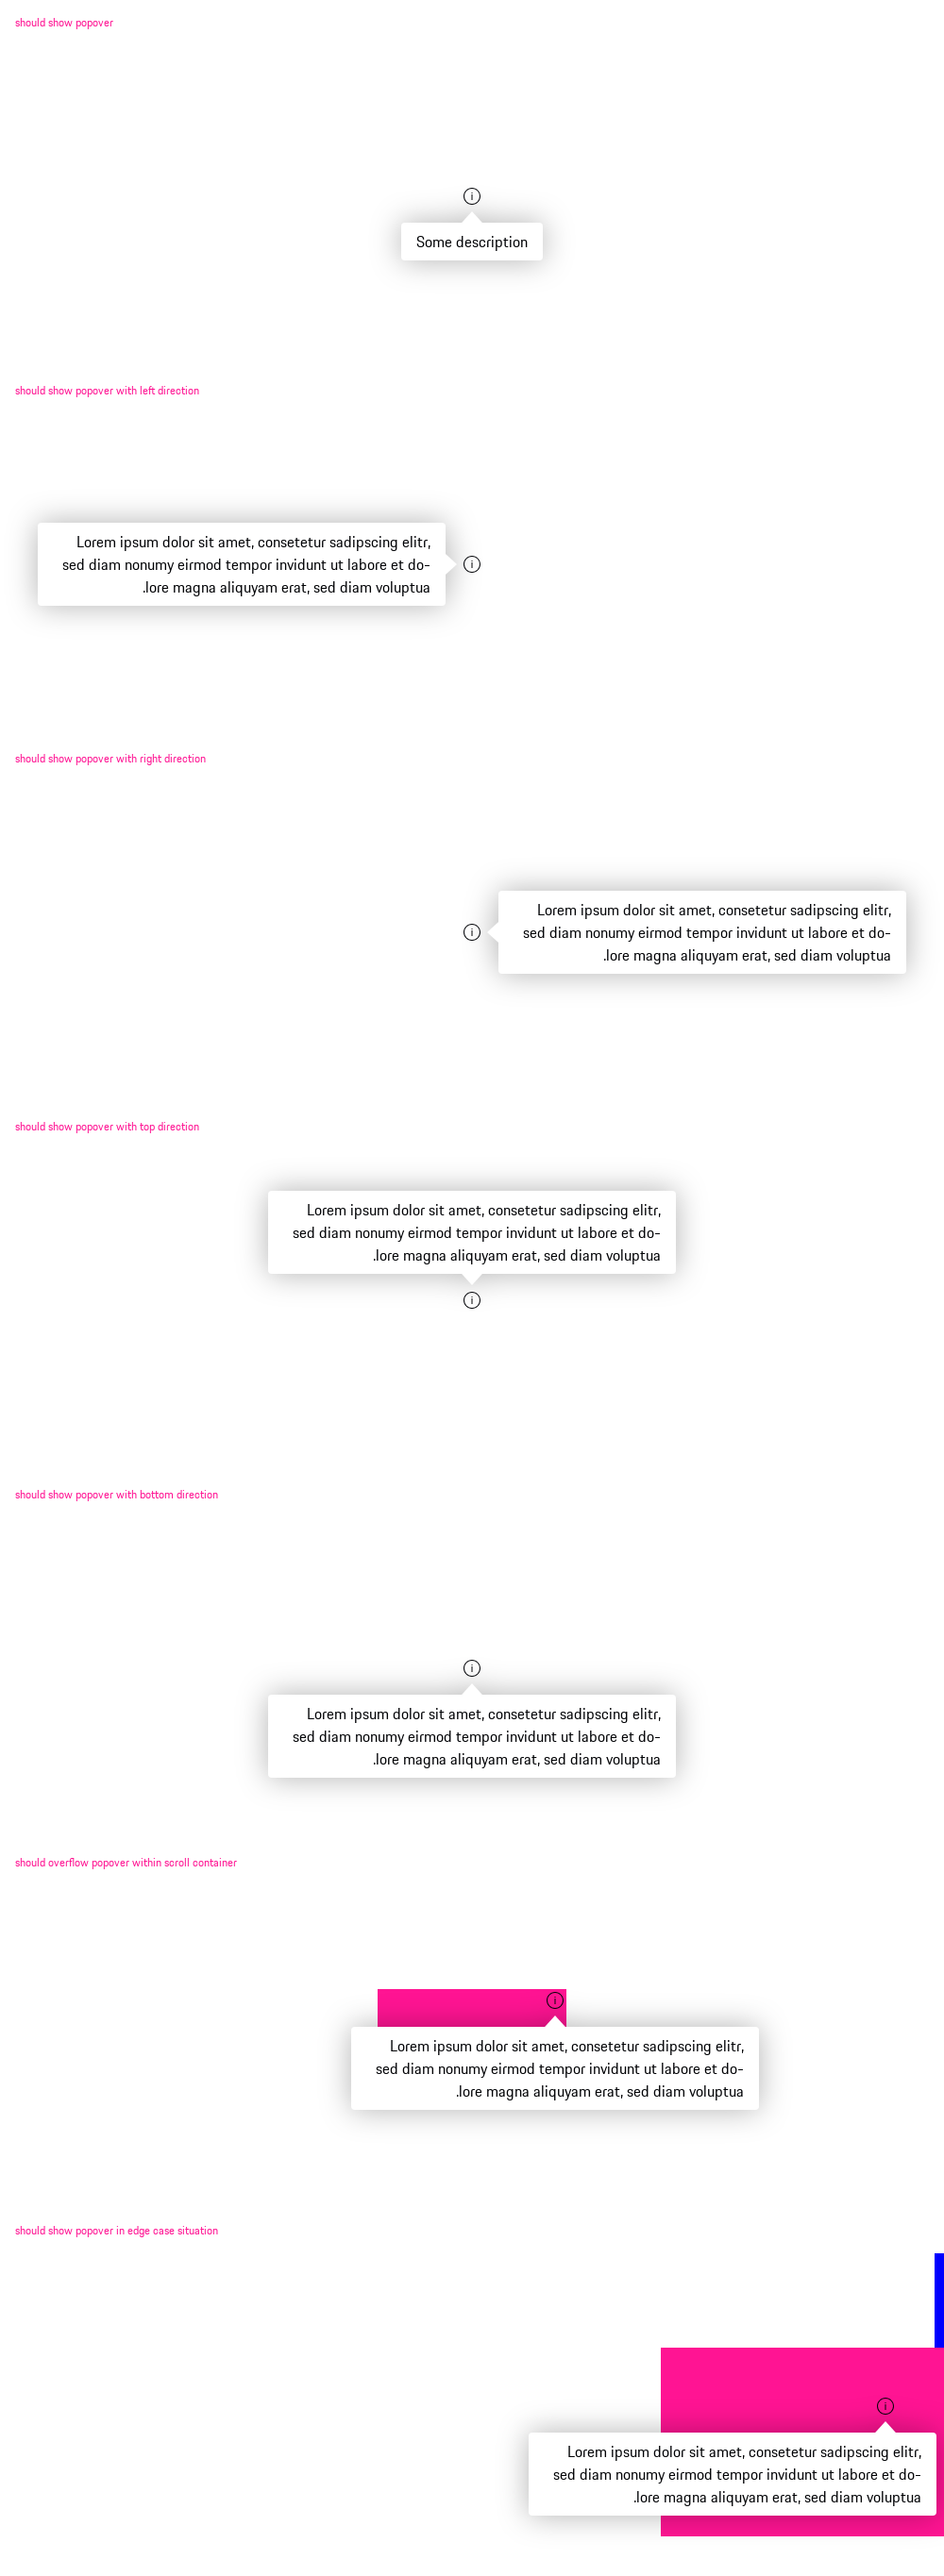 should show popover
Some description
should show popover with left direction
Lorem ipsum dolor sit amet, consetetur sadipscing elitr,
sed diam nonumy eirmod tempor invidunt ut labore et do-
.lore magna aliquyam erat, sed diam voluptua
should show popover with right direction
Lorem ipsum dolor sit amet, consetetur sadipscing elitr,
sed diam nonumy eirmod tempor invidunt ut labore et do-
.lore magna aliquyam erat, sed diam voluptua
should show popover with top direction
Lorem ipsum dolor sit amet, consetetur sadipscing elitr,
sed diam nonumy eirmod tempor invidunt ut labore et do-
.lore magna aliquyam erat, sed diam voluptua
should show popover with bottom direction
Lorem ipsum dolor sit amet, consetetur sadipscing elitr,
sed diam nonumy eirmod tempor invidunt ut labore et do-
.lore magna aliquyam erat, sed diam voluptua
should overflow popover within scroll container
Lorem ipsum dolor sit amet, consetetur sadipscing elitr,
sed diam nonumy eirmod tempor invidunt ut labore et do-
.lore magna aliquyam erat, sed diam voluptua
should show popover in edge case situation
Lorem ipsum dolor sit amet, consetetur sadipscing elitr,
sed diam nonumy eirmod tempor invidunt ut labore et do-
.lore magna aliquyam erat, sed diam voluptua